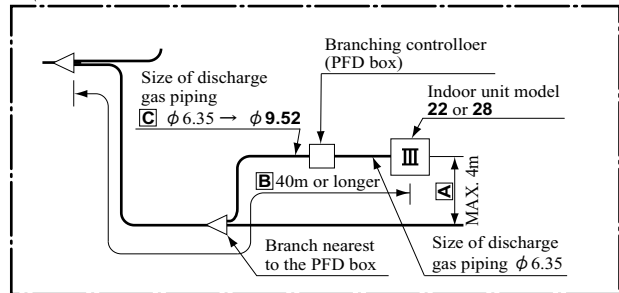 Branching controlloer
(PFD box)
Size of discharge
gas piping
C φ6.35 → φ9.52
Indoor unit model
22 or 28
III
B 40m or longer
A
MAX. 4m
Branch nearest
to the PFD box
Size of discharge
gas piping φ6.35